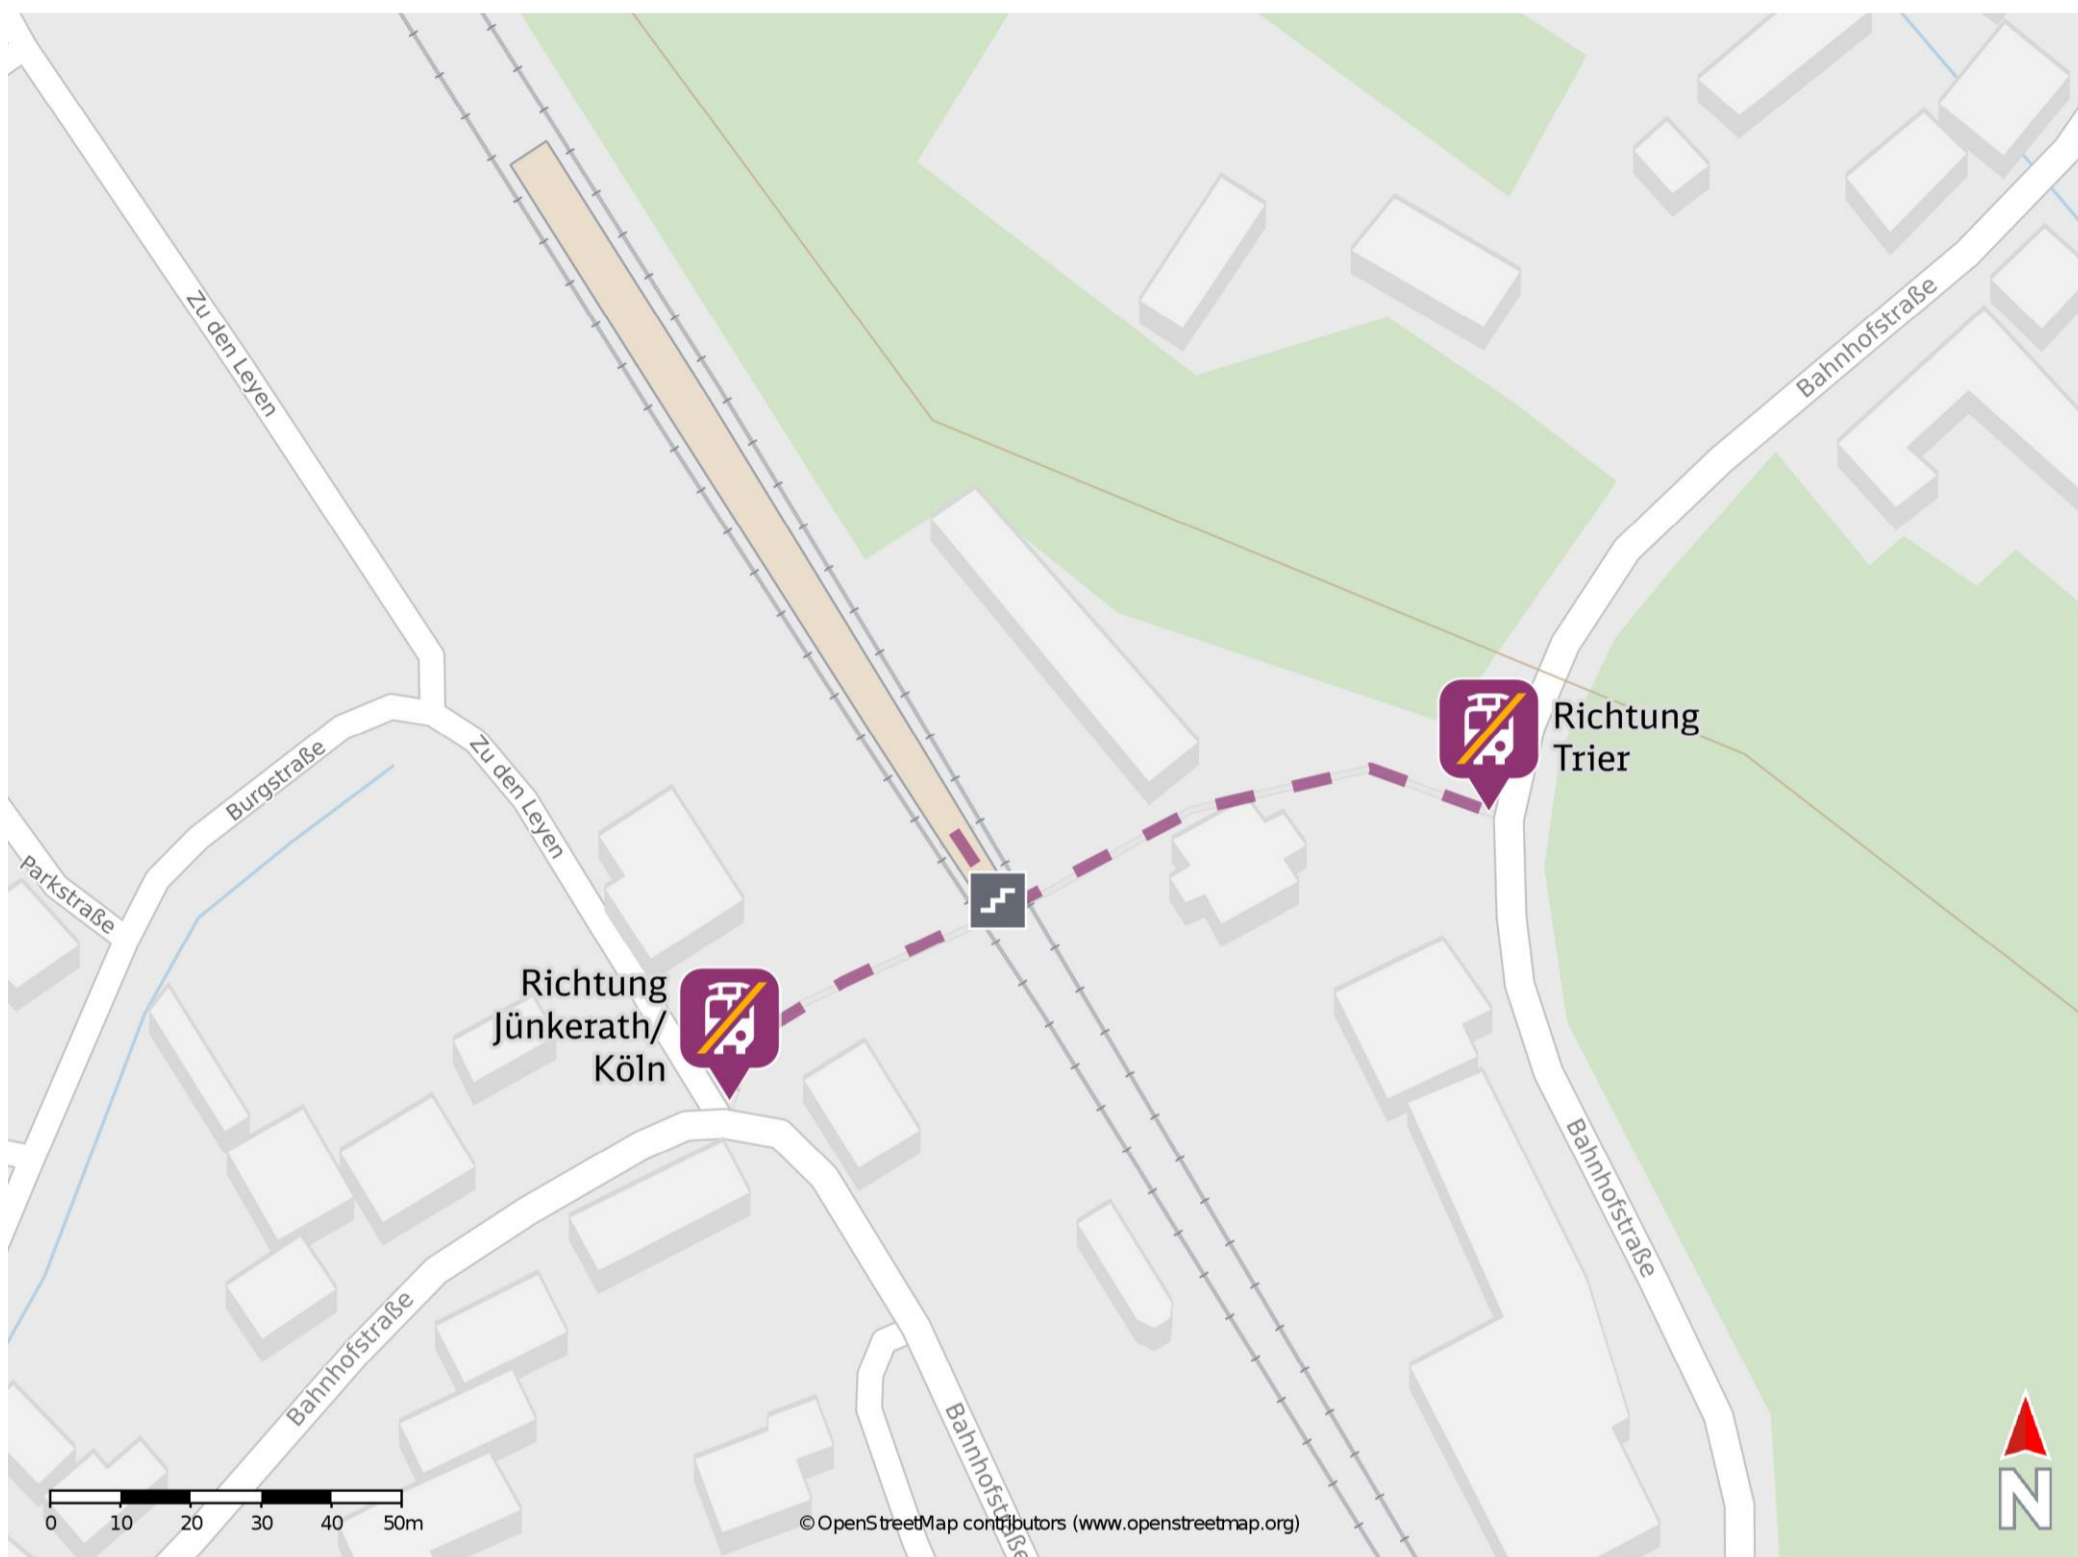 Zu den Leyen
Bahnhofstraße
Richtung
Trier
Burgstraße
Zu den Leyen
Parkstraße
Richtung
Jünkerath/
Köln
Bahnhofstraße
Bahnhofstraße
Bahnhofstraße
N
0 10 20 30 40 50m
© OpenStreetMap contributors (www.openstreetmap.org)